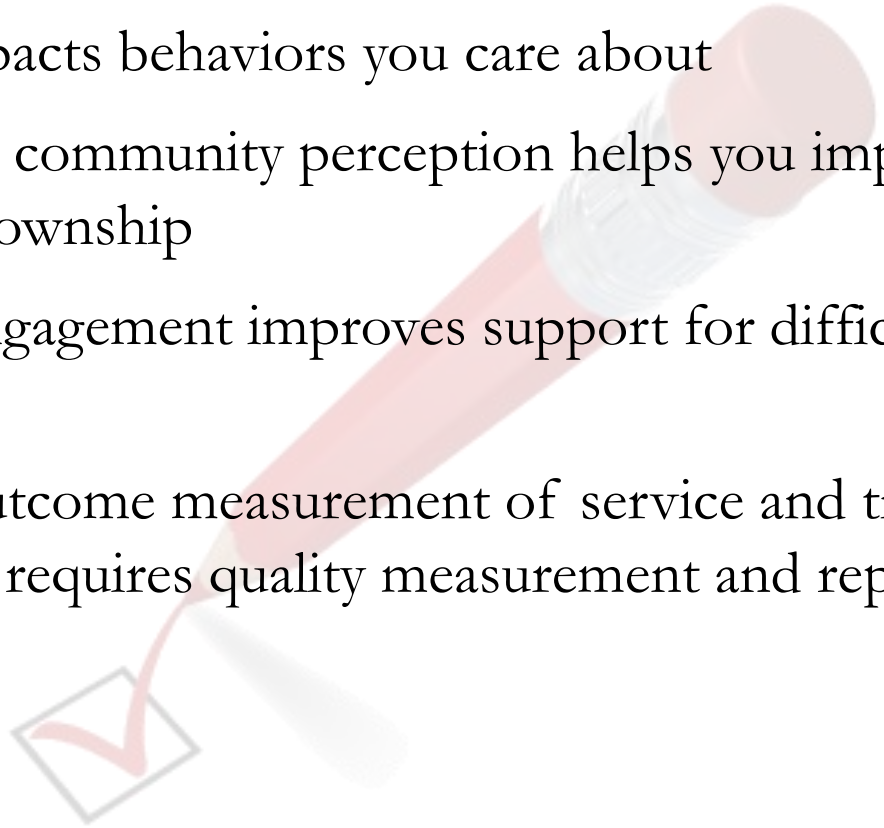 pacts behaviors you care about
community perception helps you imp
ownship
gagement improves support for diffic
utcome measurement of service and tr
requires quality measurement and rep